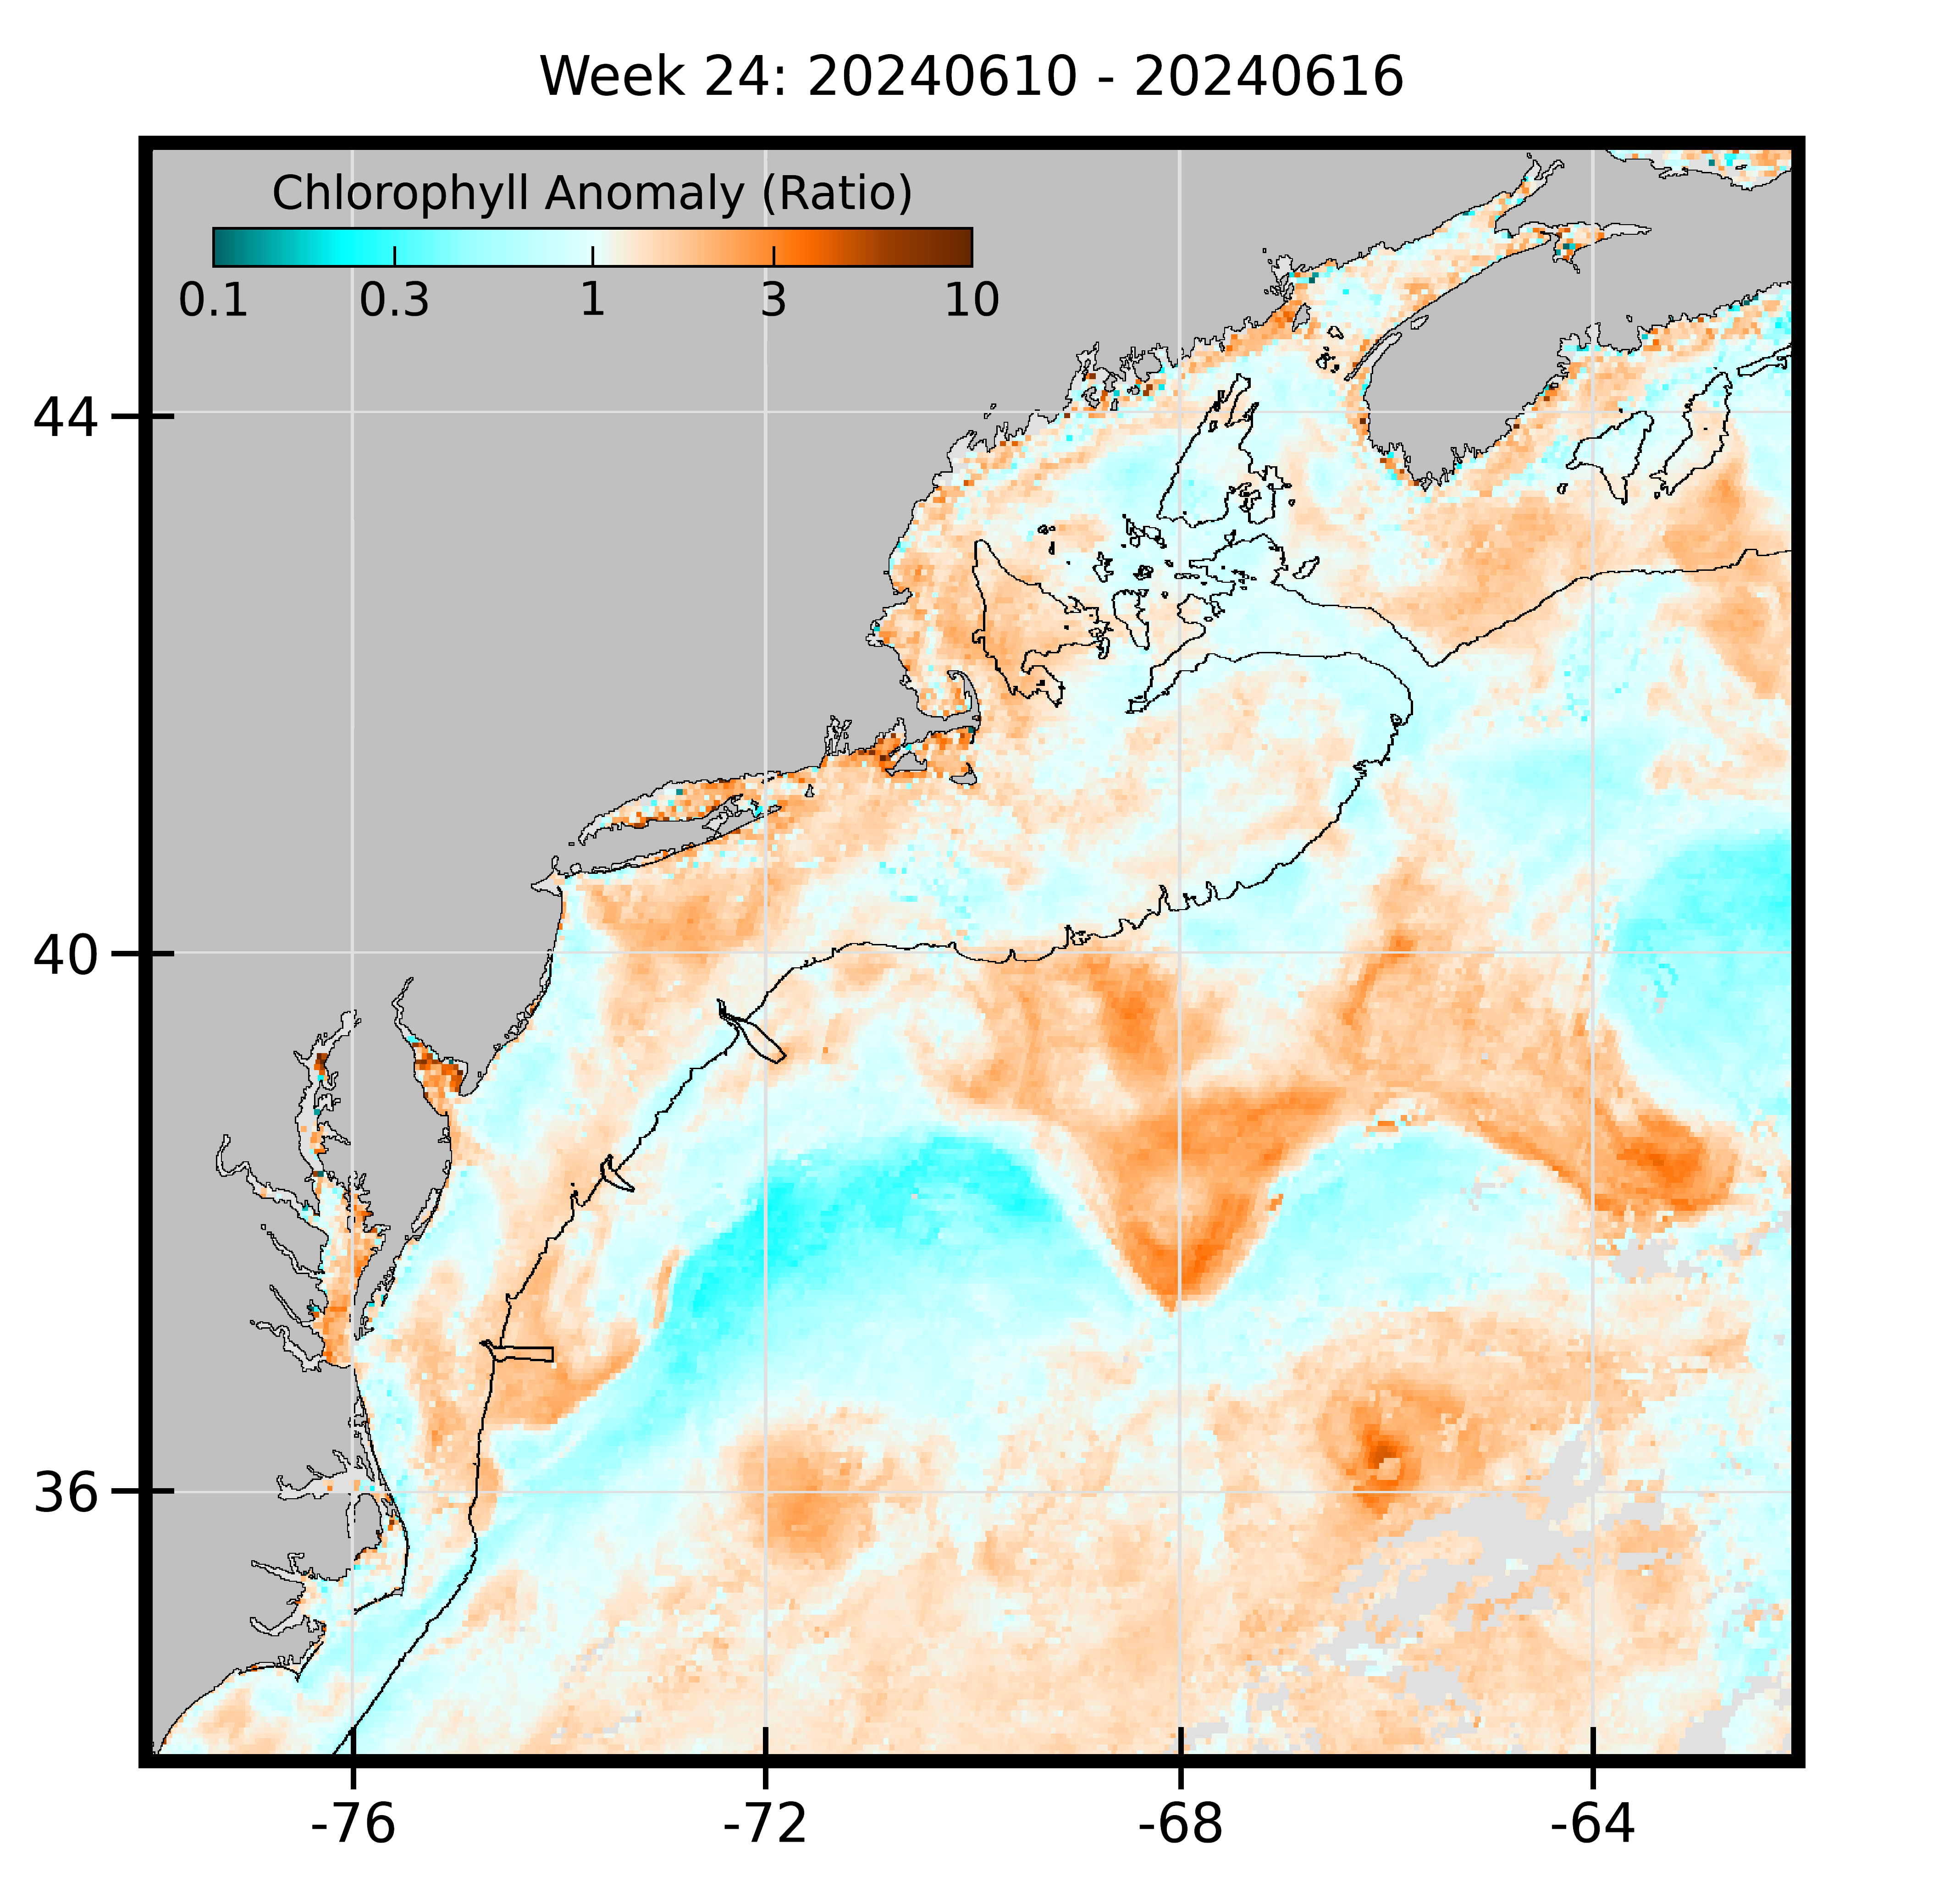 Week 24: 20240610 - 20240616
Chlorophyll Anomaly (Ratio)
0.1 0.3 1 3 10
44
40
36
-76 -72 -68 -64